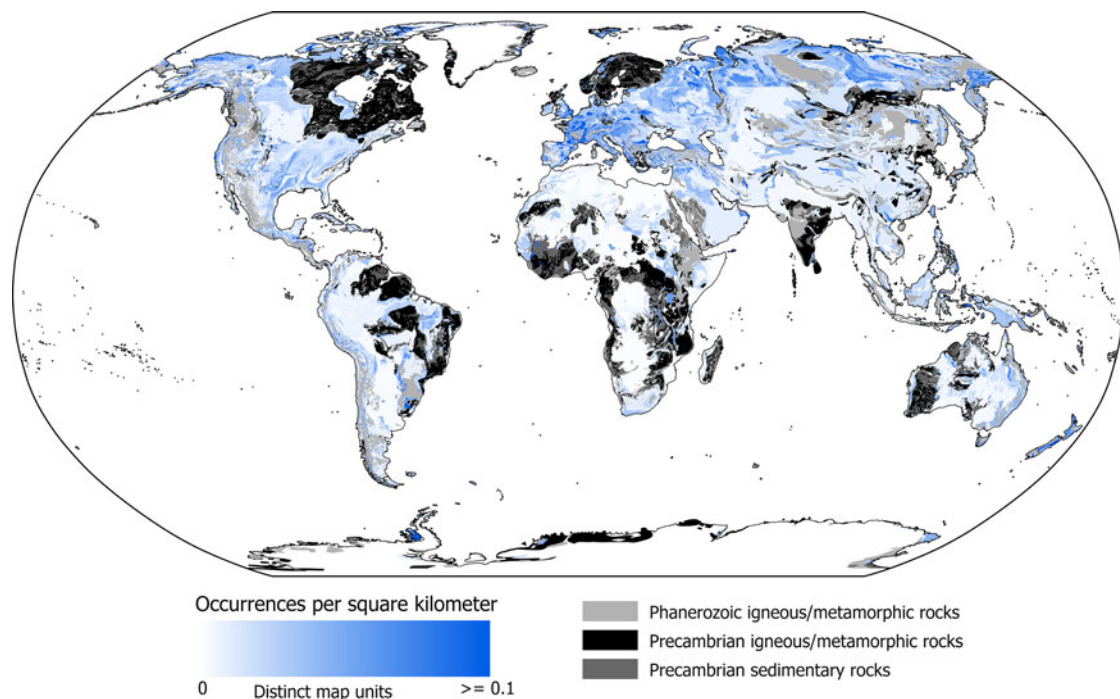 Occurrences per square kilometer
0
Distinct map units
>= 0.1
Phanerozoic igneous/metamorphic rocks
Precambrian igneous/metamorphic rocks
Precambrian sedimentary rocks